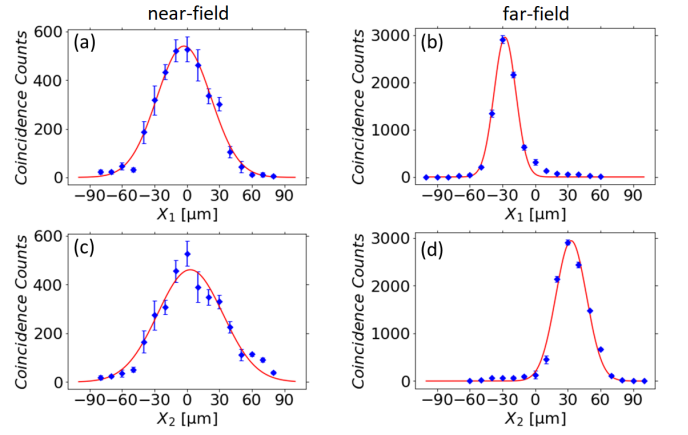 near-field far-field
(a) (b)
Coincidence Counts
600
400
200
0
−90 −60 −30 0 30 60 90
X1 [μm]
Coincidence Counts
3000
2000
1000
0
−90 −60 −30 0 30 60 90
X1 [μm]
(c) (d)
Coincidence Counts
600
400
200
0
−90 −60 −30 0 30 60 90
X2 [μm]
Coincidence Counts
3000
2000
1000
0
−90 −60 −30 0 30 60 90
X2 [μm]